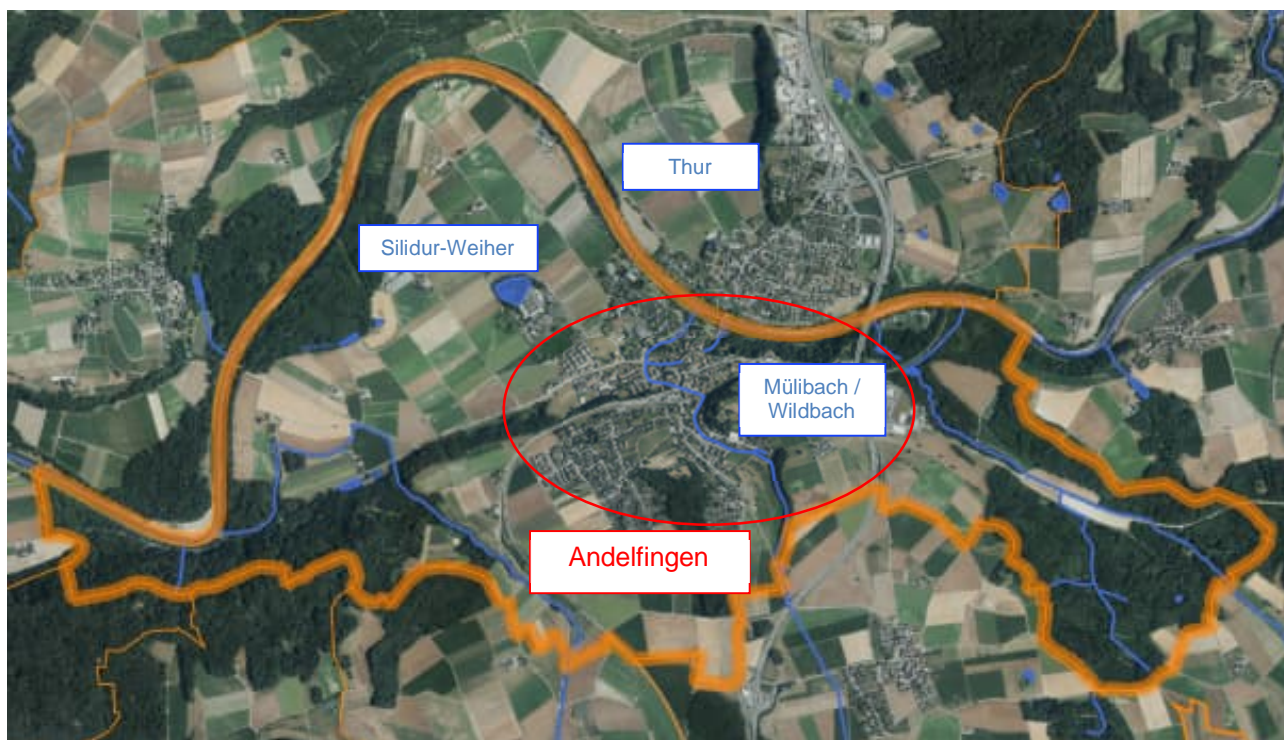 Thur
Silidur-Weiher
Mülibach /
Wildbach
Andelfingen